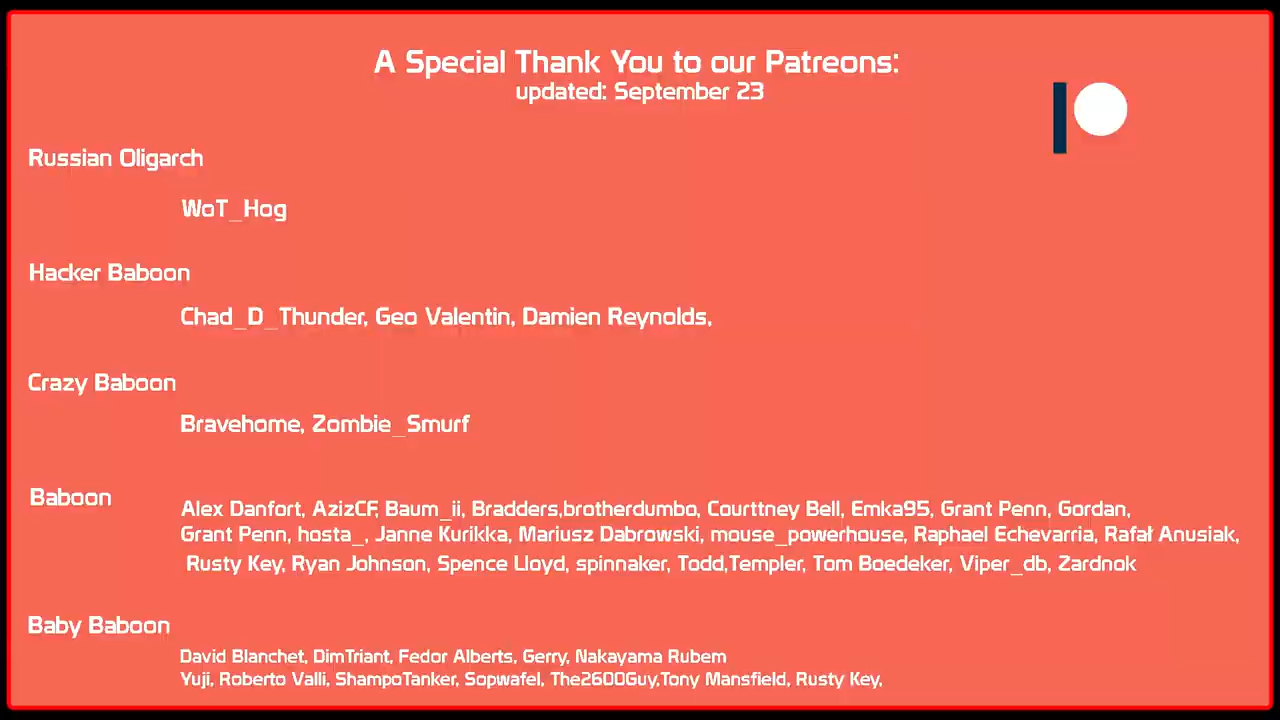 A Special Thank You to our Patreons:
updated: September 23
Russian Oligarch
WoT_Hog
Hacker Baboon
Chad_D_Thunder, Geo Valentin, Damien Reynolds,
Crazy Baboon
Bravehome, Zombie_Smurf
Baboon
Alex Danfort, AzizCF, Baum_ii, Bradders,brotherdumbo, Courttney Bell, Emka95, Grant Penn, Gordan,
Grant Penn, hosta_, Janne Kurikka, Mariusz Dabrowski, mouse_powerhouse, Raphael Echevarria, Rafał Anusiak,
Rusty Key, Ryan Johnson, Spence Lloyd, spinnaker, Todd,Templer, Tom Boedeker, Viper_db, Zardnok
Baby Baboon
David Blanchet, DimTriant, Fedor Alberts, Gerry, Nakayama Rubem
Yuji, Roberto Valli, ShampoTanker, Sopwafel, The2600Guy,Tony Mansfield, Rusty Key,